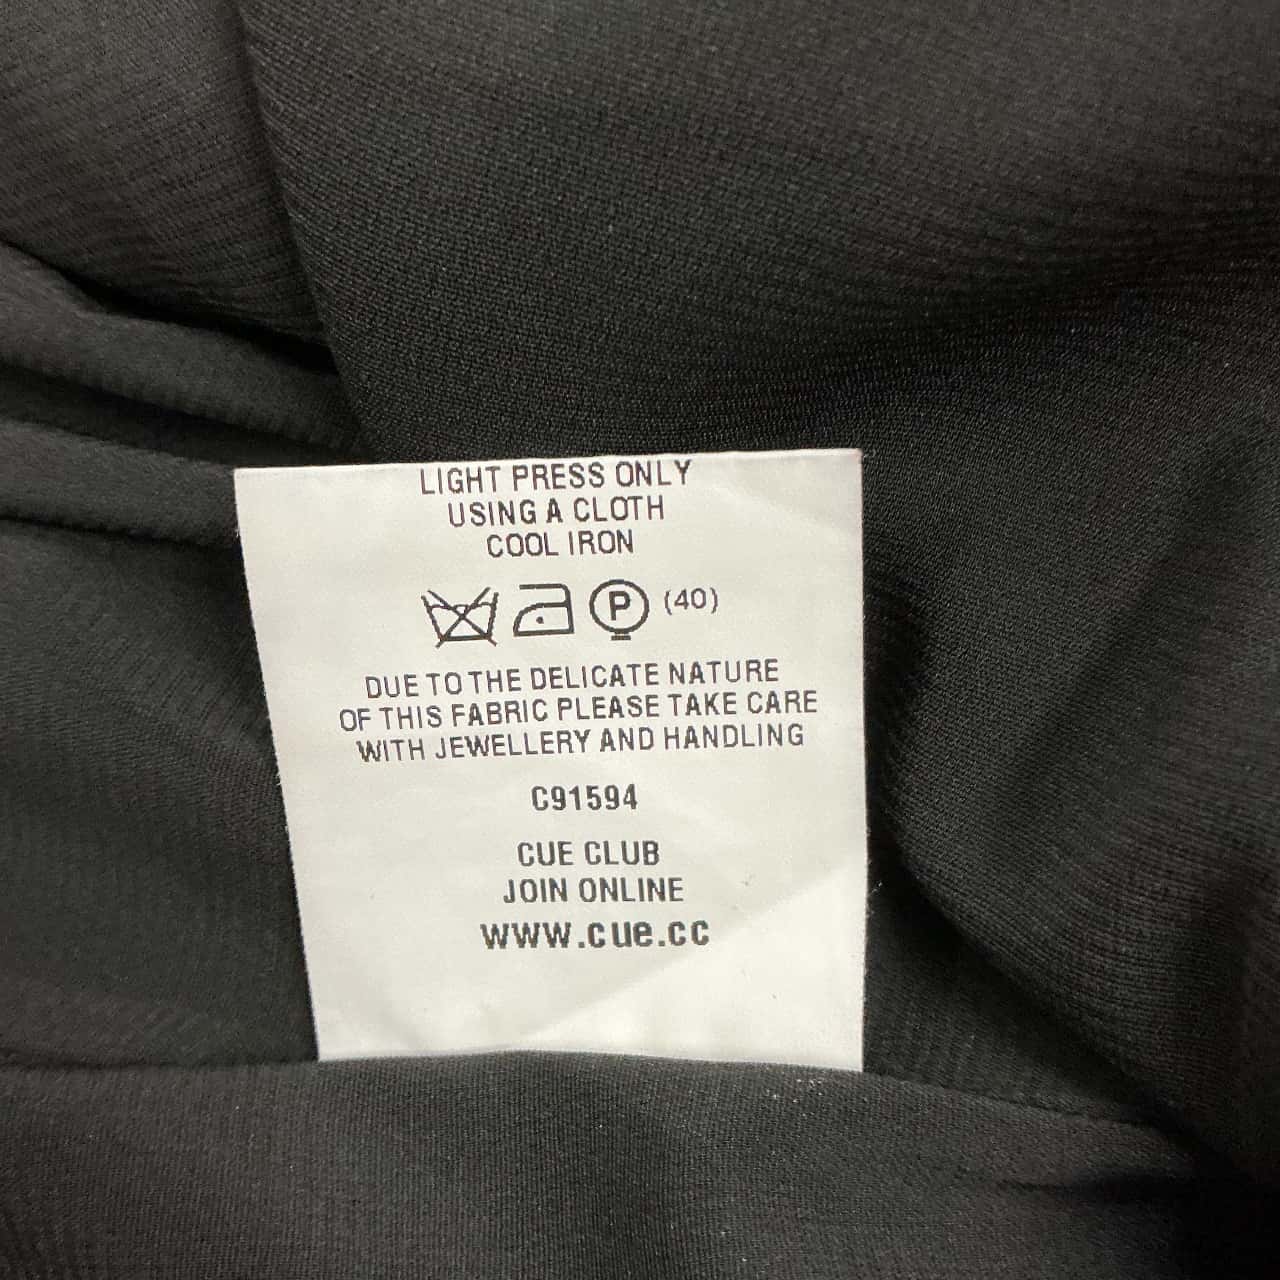 LIGHT PRESS ONLY
USING A CLOTH
COOL IRON
P (40)
DUE TO THE DELICATE NATURE
OF THIS FABRIC PLEASE TAKE CARE
WITH JEWELLERY AND HANDLING
C91594
CUE CLUB
JOIN ONLINE
www.cue.cc